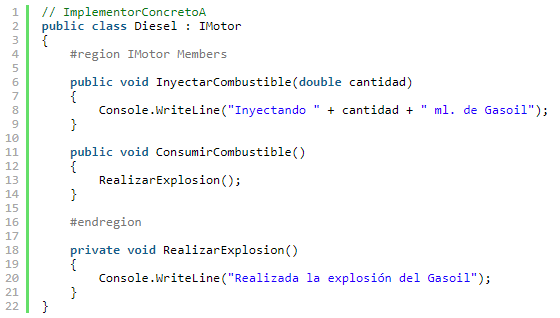 1 // ImplementorConcretoA
2 public class Diesel : IMotor
3 {
4     #region IMotor Members
5
6     public void InyectarCombustible(double cantidad)
7     {
8         Console.WriteLine("Inyectando " + cantidad + " ml. de Gasoil");
9     }
10
11     public void ConsumirCombustible()
12     {
13         RealizarExplosion();
14     }
15
16     #endregion
17
18     private void RealizarExplosion()
19     {
20         Console.WriteLine("Realizada la explosión del Gasoil");
21     }
22 }